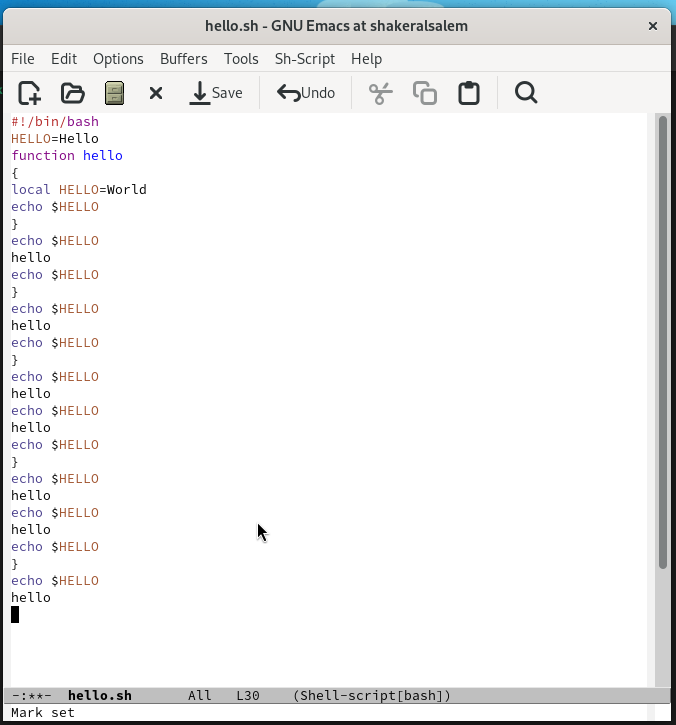 hello.sh - GNU Emacs at shakeralsalem
File Edit Options Buffers Tools Sh-Script Help
Save Undo
#!/bin/bash
HELLO=Hello
function hello
{
local HELLO=World
echo $HELLO
}
echo $HELLO
hello
echo $HELLO
}
echo $HELLO
hello
echo $HELLO
}
echo $HELLO
hello
echo $HELLO
hello
echo $HELLO
}
echo $HELLO
hello
echo $HELLO
hello
echo $HELLO
}
echo $HELLO
hello
-:**- hello.sh All L30 (Shell-script[bash])
Mark set